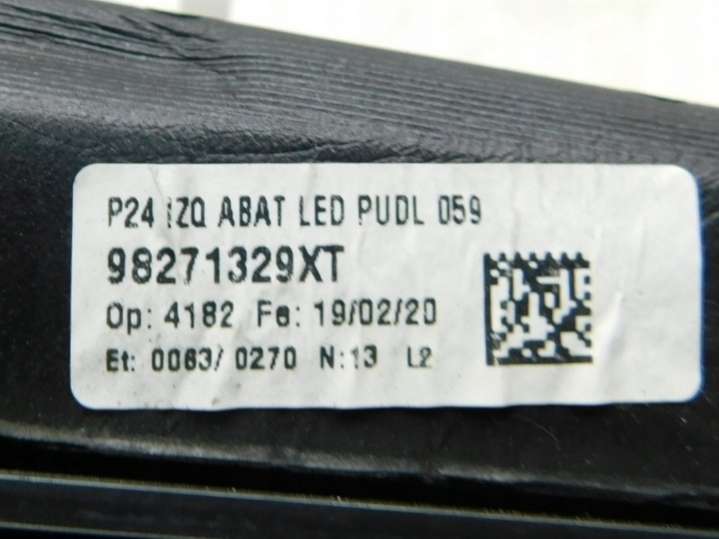 P24 IZQ ABAT LED PUDL 059
98271329XT
Op: 4182 Fe: 19/02/20
Et: 0063/ 0270 N:13 L2